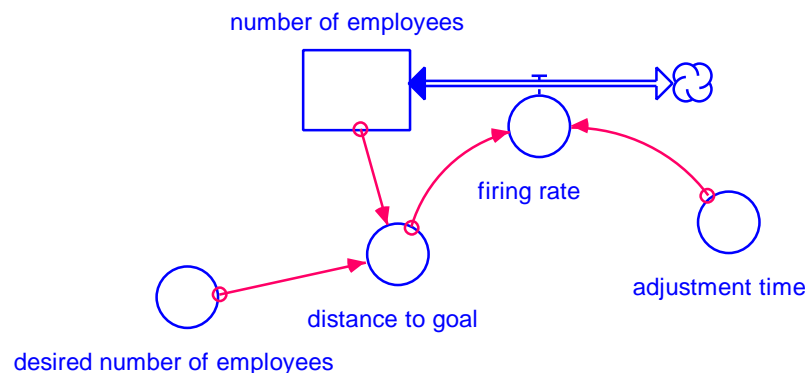 number of employees
firing rate
adjustment time
distance to goal
desired number of employees